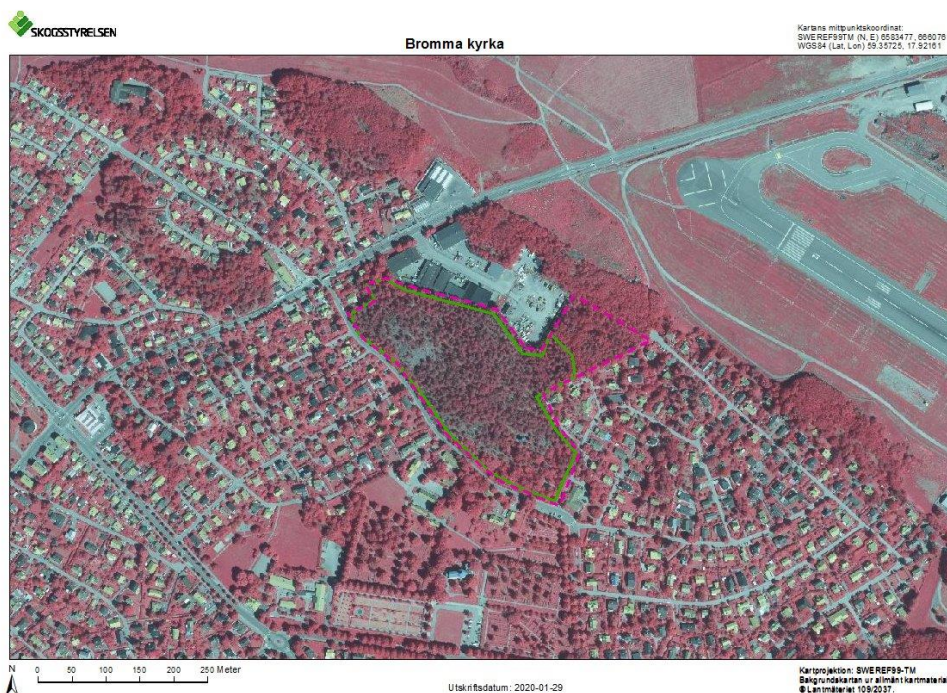 SKOGSSTYRELSEN
Bromma kyrka
Kartans mittpunktskoordinat:
SWEREF99TM (N, E) 6583477, 666076
WGS84 (Lat, Lon) 59.35725, 17.92161
N 0 50 100 150 200 250 Meter
Utskriftsdatum: 2020-01-29
Kartprojektion: SWEREF99-TM
Bakgrundskartan ur allmänt kartmateria
© Lantmäteriet 109/2037.